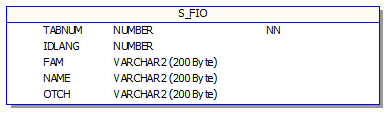 S_FIO
TABNUM NUMBER NN
IDLANG NUMBER
FAM VARCHAR2 (200 Byte)
NAME VARCHAR2 (200 Byte)
OTCH VARCHAR2 (200 Byte)